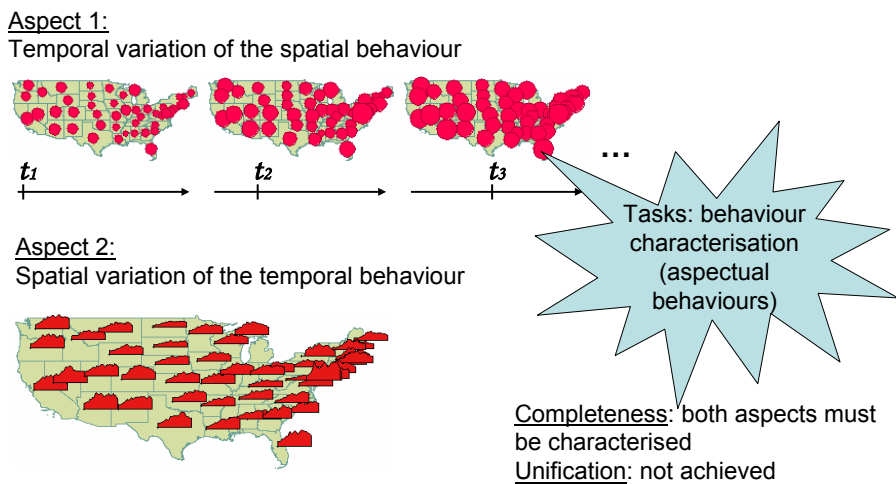 Aspect 1:
Temporal variation of the spatial behaviour
t1
t2
t3
...
Tasks: behaviour
characterisation
(aspectual
behaviours)
Aspect 2:
Spatial variation of the temporal behaviour
Completeness: both aspects must
be characterised
Unification: not achieved